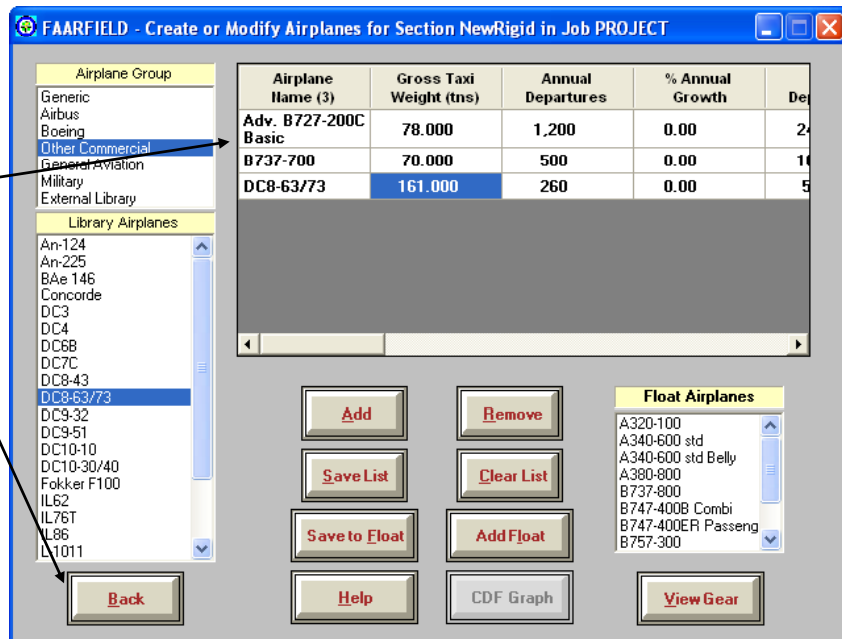 FAARFIELD - Create or Modify Airplanes for Section NewRigid in Job PROJECT
Airplane Group
Generic
Airbus
Boeing
Other Commercial
General Aviation
Military
External Library
Library Airplanes
An-124
An-225
BAe 146
Concorde
DC3
DC4
DC6B
DC7C
DC8-43
DC8-63/73
DC9-32
DC9-51
DC10-10
DC10-30/40
Fokker F100
IL62
IL76T
IL86
L-1011
Airplane Name (3) Gross Taxi Weight (tns) Annual Departures % Annual Growth
Adv. B727-200C Basic 78.000 1,200 0.00
B737-700 70.000 500 0.00
DC8-63/73 161.000 260 0.00
Add
Remove
Save List
Clear List
Save to Float
Add Float
Back
Help
CDF Graph
View Gear
Float Airplanes
A320-100
A340-600 std
A340-600 std Belly
A380-800
B737-800
B747-400B Combi
B747-400ER Passeng
B757-300